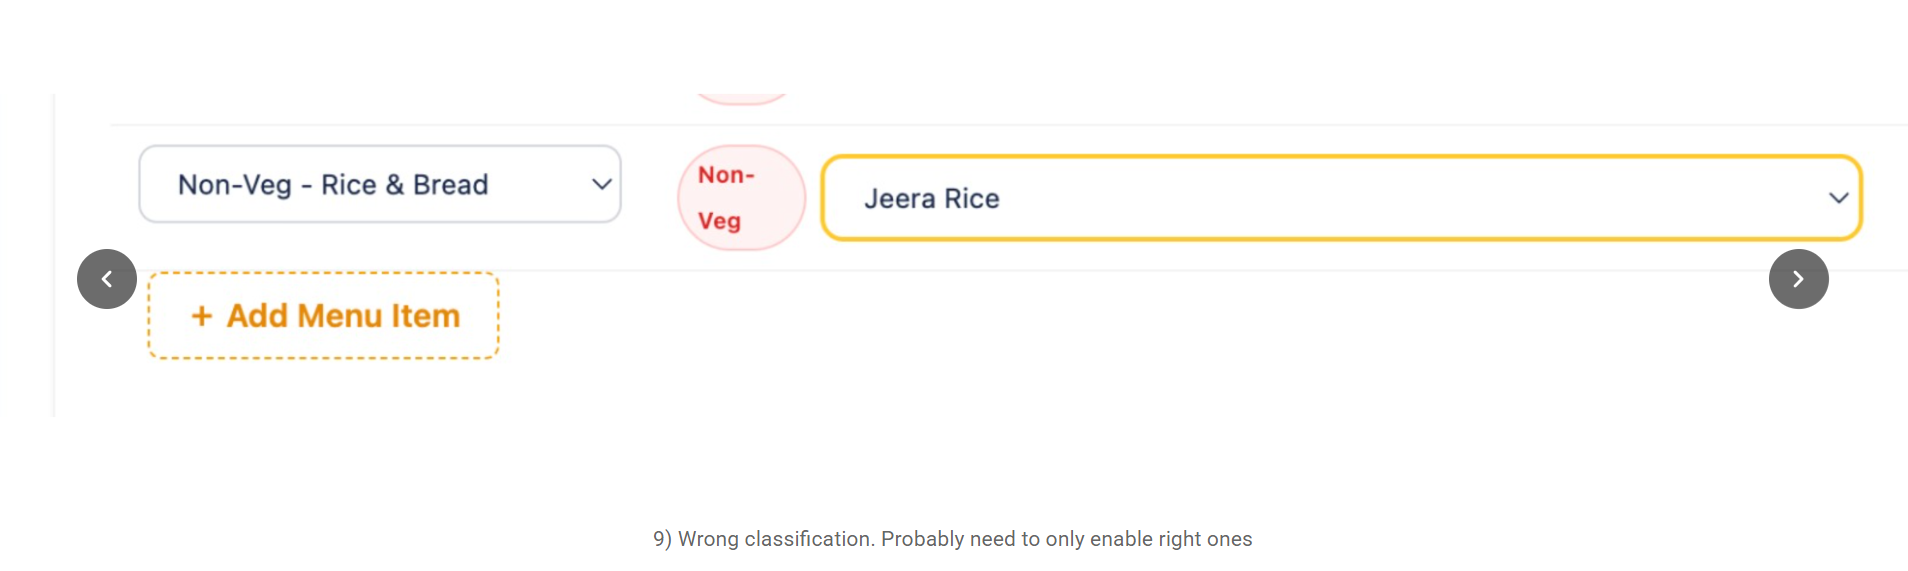 Non-Veg - Rice & Bread
Non-
Veg
Jeera Rice
+ Add Menu Item
9) Wrong classification. Probably need to only enable right ones